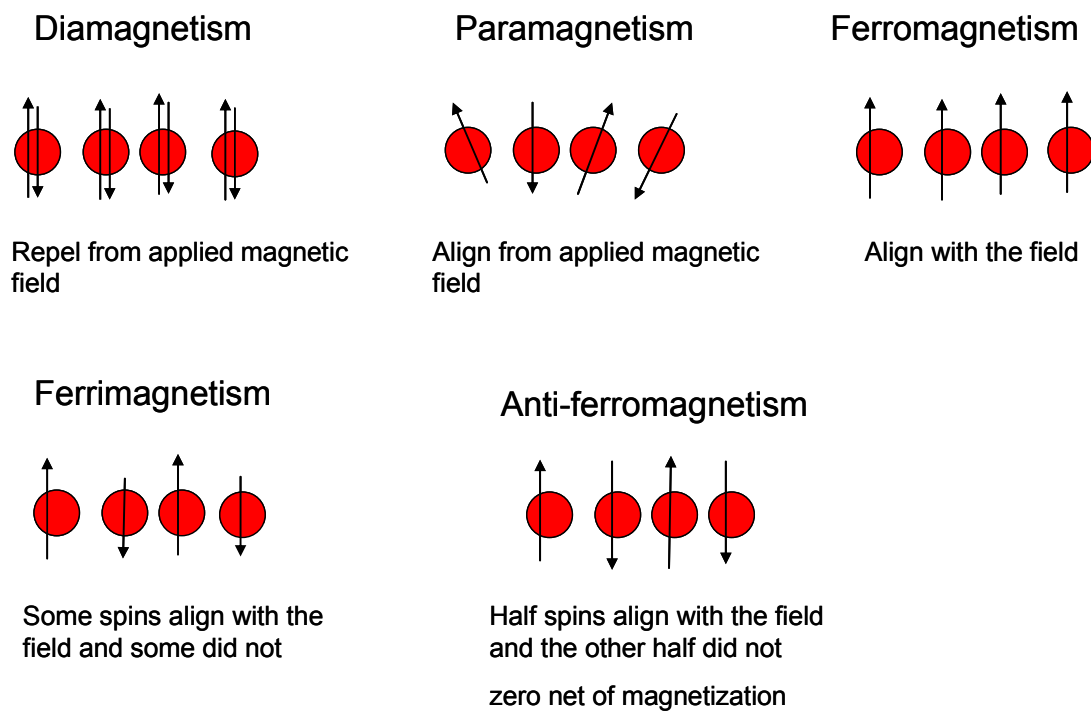 Diamagnetism
Paramagnetism
Ferromagnetism
Repel from applied magnetic
field
Align from applied magnetic
field
Align with the field
Ferrimagnetism
Anti-ferromagnetism
Some spins align with the
field and some did not
Half spins align with the field
and the other half did not
zero net of magnetization